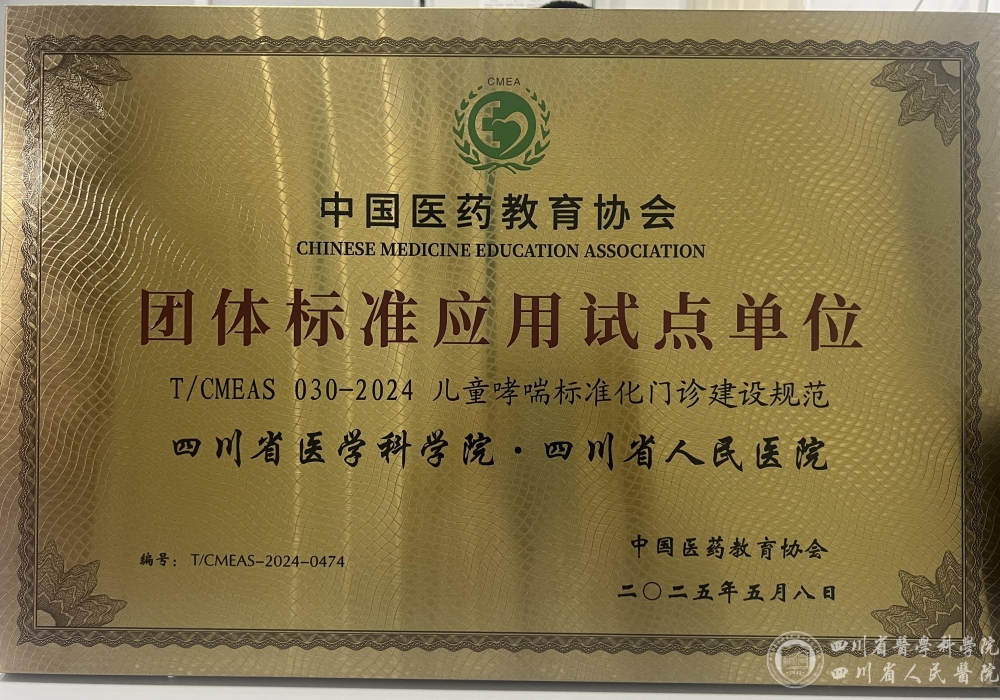 CMEA
中国医药教育协会
CHINESE MEDICINE EDUCATION ASSOCIATION
团体标准应用试点单位
T/CMEAS 030-2024 儿童哮喘标准化门诊建设规范
四川省医学科学院·四川省人民医院
编号：T/CMEAS-2024-0474
中国医药教育协会
二〇二五年五月八日
四川省醫學科學院
四川省人民醫院